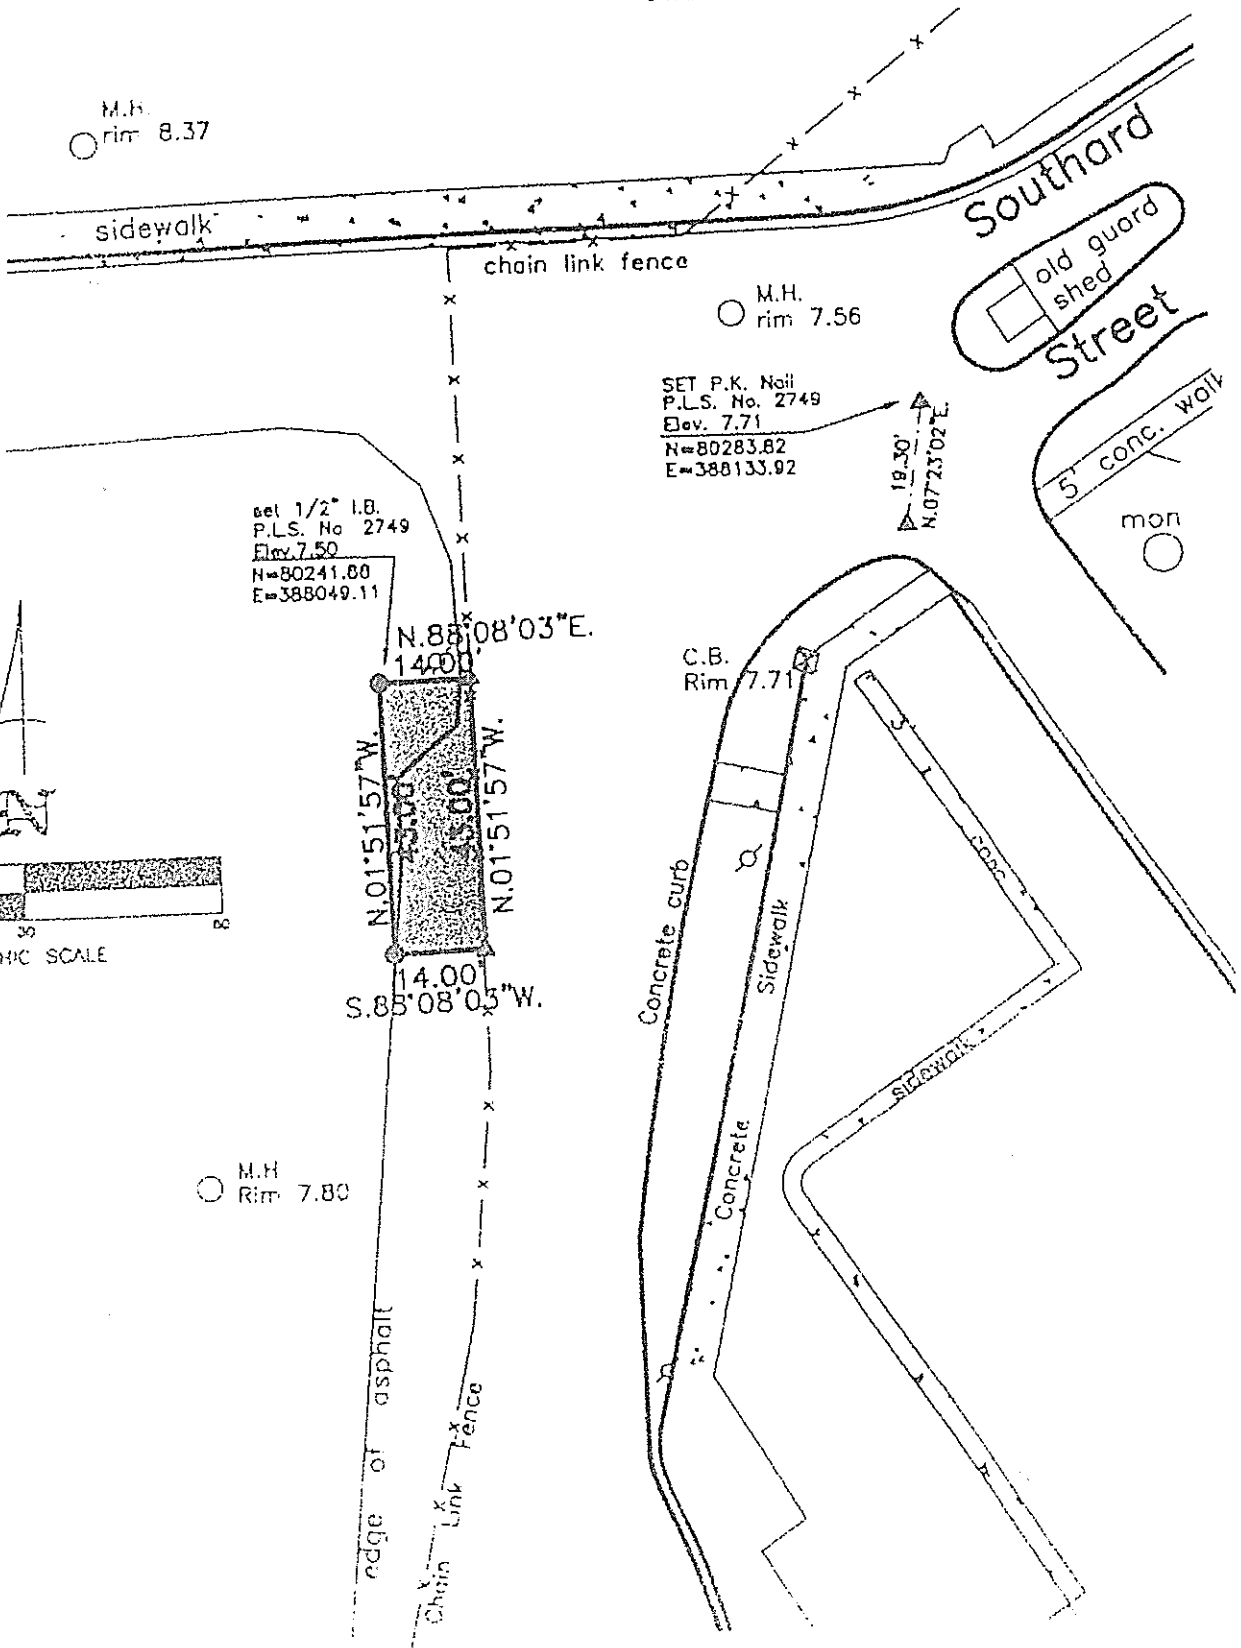 M.H.
rim 8.37
sidewalk
chain link fence
Southard
Street
old guard
shed
M.H.
rim 7.56
SET P.K. Nail
P.L.S. No. 2749
Elev. 7.71
N=80283.82
E=388133.92
19.30'
N.07°23'02"E.
5' conc. walk
mon
set 1/2" I.B.
P.L.S. No 2749
Elev. 7.50
E=388049.11
N.88°08'03"E.
14.00'
C.B.
Rim 7.71
N.01°51'57"W.
45.00'
45.00'
N.01°51'57"W.
14.00'
S.88°08'03"W.
30
60
HIC SCALE
Concrete curb
Sidewalk
Concrete
conc.
sidewalk
M.H
Rim 7.80
edge of asphalt
Chain Link Fence